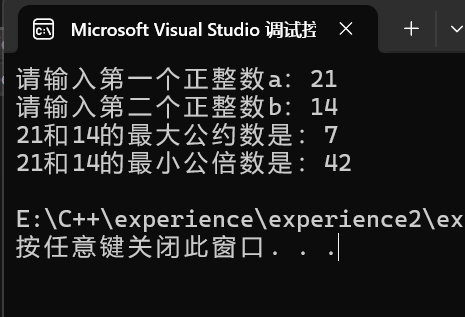 Microsoft Visual Studio 调试控
请输入第一个正整数a: 21
请输入第二个正整数b: 14
21和14的最大公约数是: 7
21和14的最小公倍数是: 42
E:\C++\experience\experience2\ex
按任意键关闭此窗口. . .